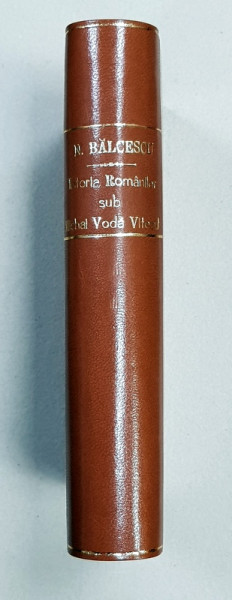 N. BĂLCESCU
Istoria Românilor
sub
Mihai Vodă Viteazul